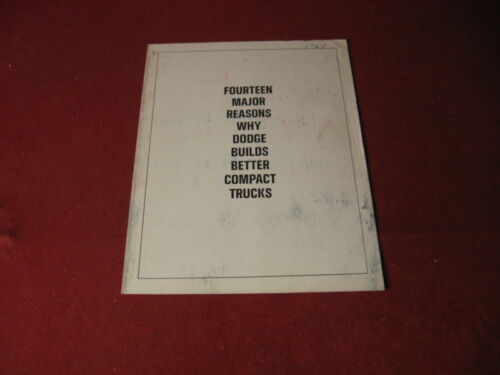 FOURTEEN
MAJOR
REASONS
WHY
DODGE
BUILDS
BETTER
COMPACT
TRUCKS